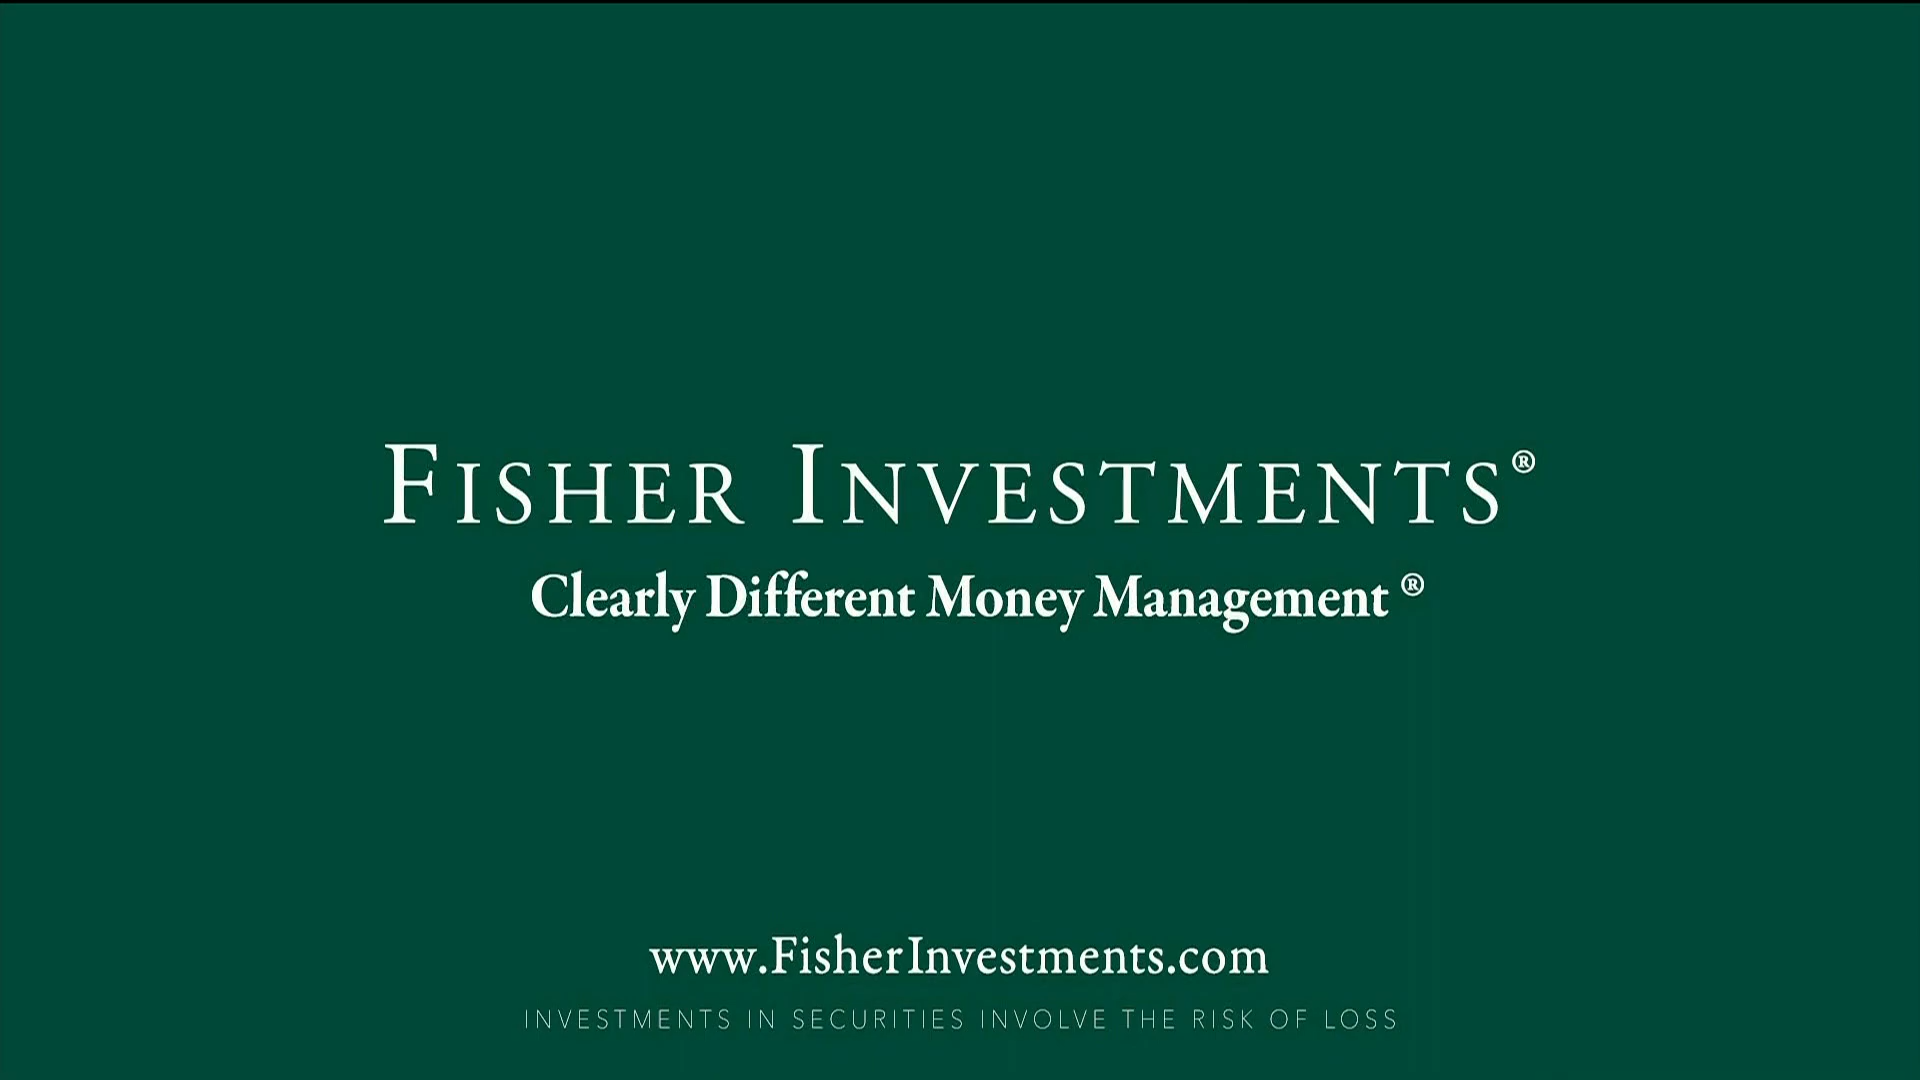 FISHER INVESTMENTS®
Clearly Different Money Management ®
www.FisherInvestments.com
INVESTMENTS IN SECURITIES INVOLVE THE RISK OF LOSS